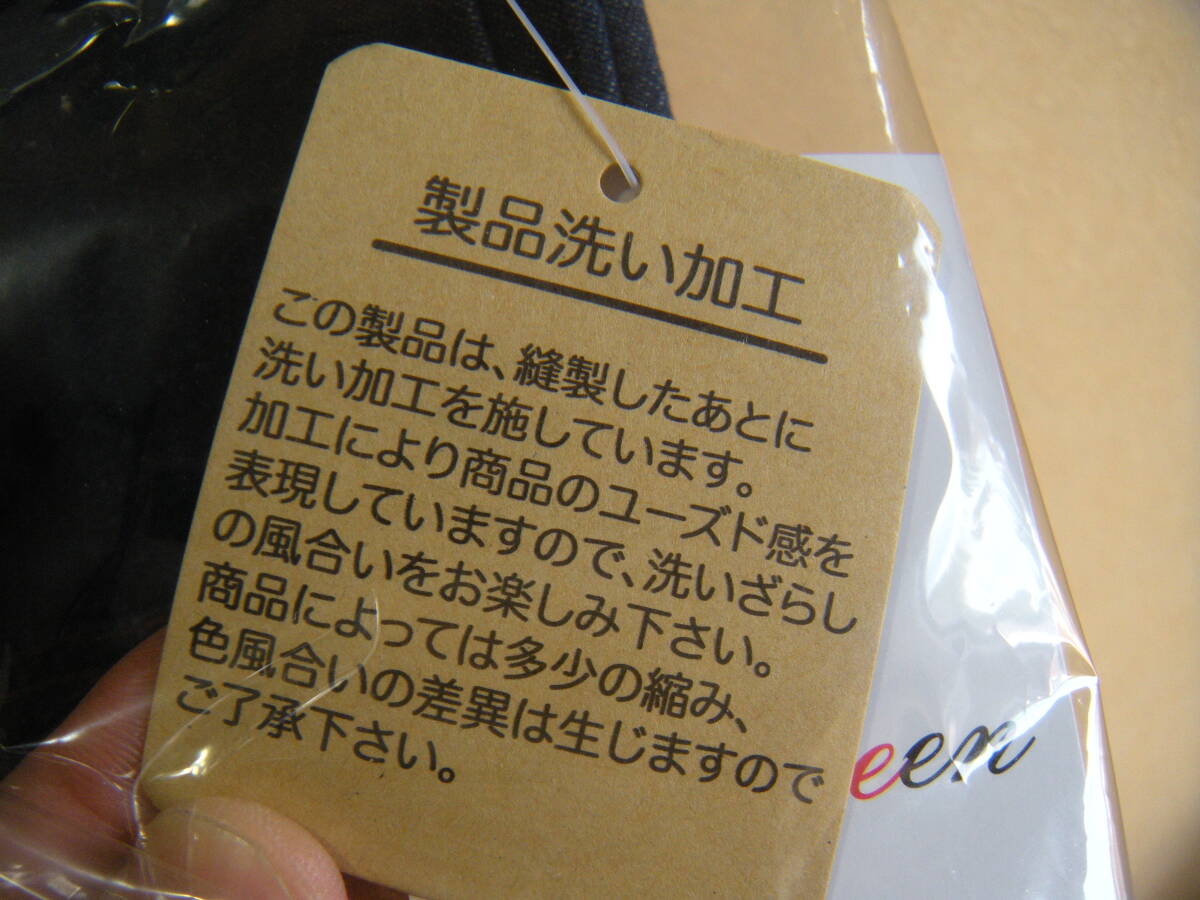 製品洗い加工
この製品は、縫製したあとに
洗い加工を施しています。
加工により商品のユーズド感を
表現していますので、洗いざらし
の風合いをお楽しみ下さい。
商品によっては多少の縮み、
色風合いの差異は生じますので
ご了承下さい。
een